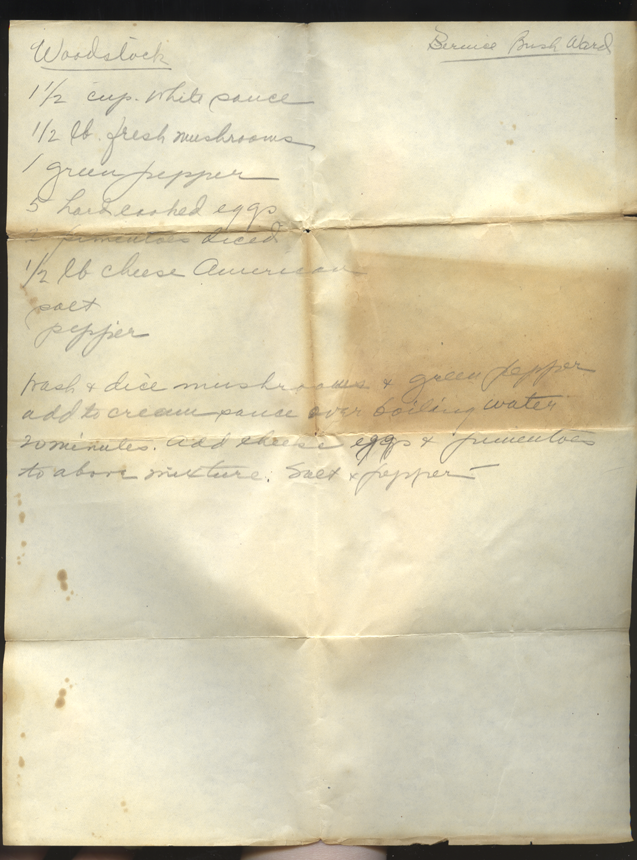 Woodstock
Bernice Bush Ward
1 1/2 cup. white sauce
1/2 lb. fresh mushrooms
1 green pepper
5 hard cooked eggs
pimentoes diced
1/2 lb cheese American
salt
pepper
Wash & dice mushrooms & green pepper
add to cream sauce over boiling water
20 minutes. add cheese eggs & pimentoes
to above mixture. Salt & pepper